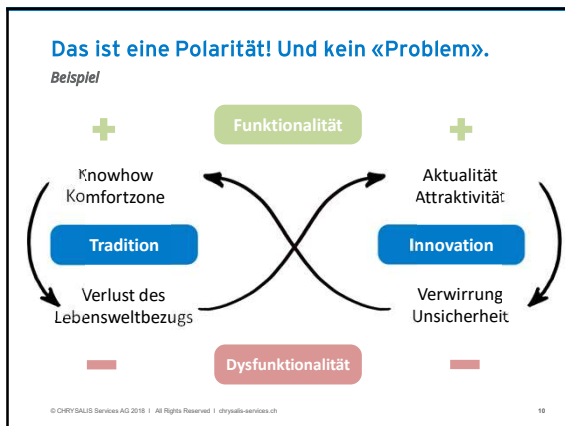 Das ist eine Polarität! Und kein «Problem».
Beispiel
+
Funktionalität
+
Knowhow
Komfortzone
Aktualität
Attraktivität
Tradition
Innovation
Verlust des
Lebensweltbezugs
Verwirrung
Unsicherheit
Dysfunktionalität
© CHRYSALIS Services AG 2018 I All Rights Reserved I chrysalis-services.ch
10